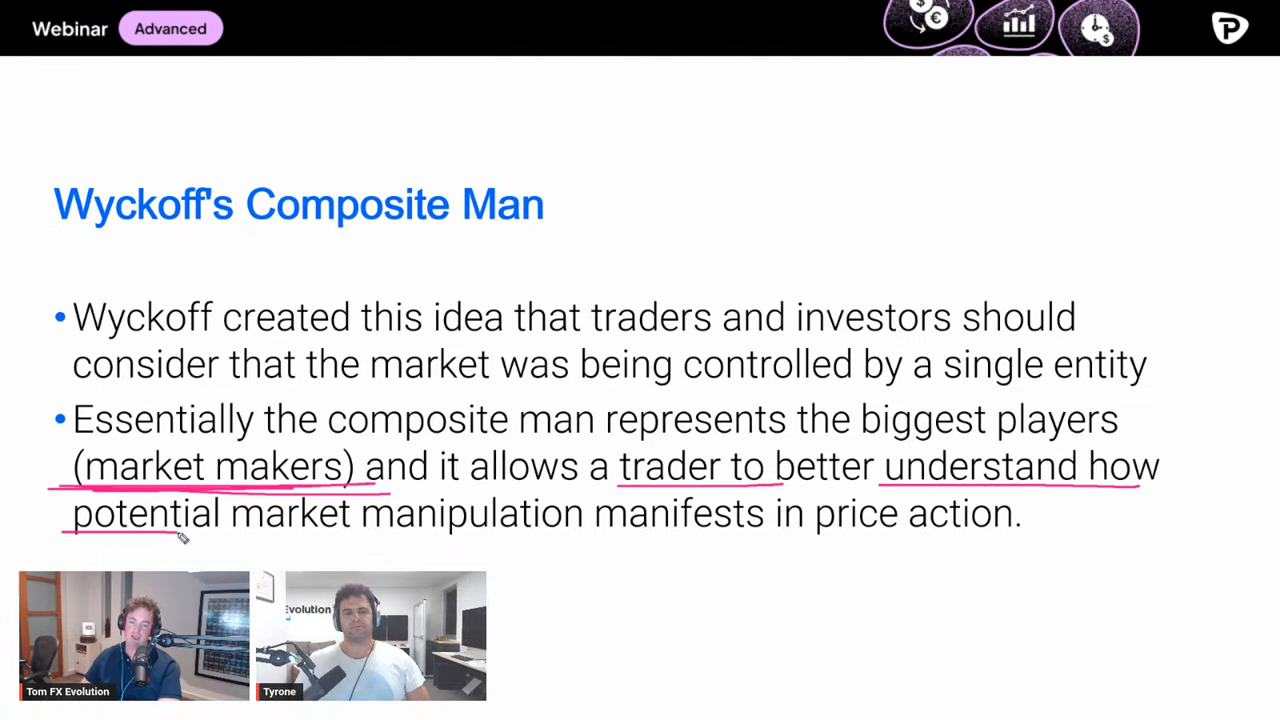 Webinar Advanced
Wyckoff's Composite Man
•Wyckoff created this idea that traders and investors should
consider that the market was being controlled by a single entity
•Essentially the composite man represents the biggest players
(market makers) and it allows a trader to better understand how
potential market manipulation manifests in price action.
Evolution
Tom FX Evolution
Tyrone